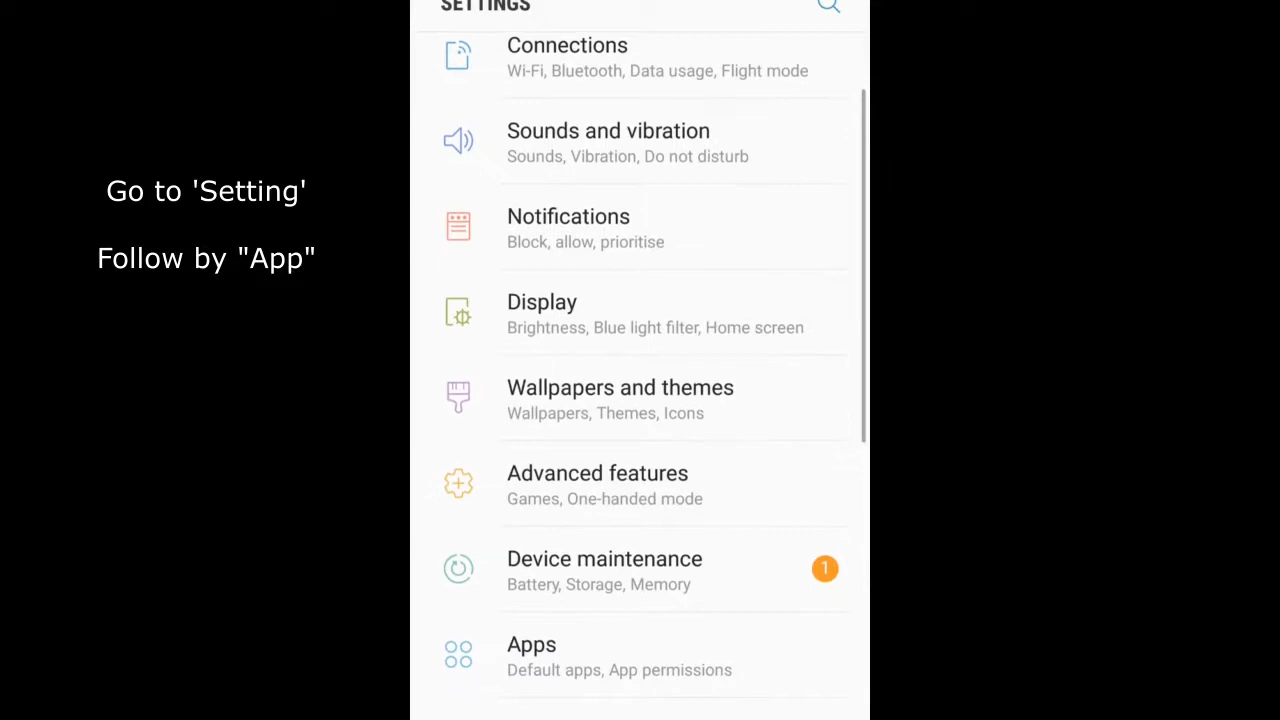 SETTINGS
Go to 'Setting'
Follow by "App"
Connections
Wi-Fi, Bluetooth, Data usage, Flight mode
Sounds and vibration
Sounds, Vibration, Do not disturb
Notifications
Block, allow, prioritise
Display
Brightness, Blue light filter, Home screen
Wallpapers and themes
Wallpapers, Themes, Icons
Advanced features
Games, One-handed mode
Device maintenance
Battery, Storage, Memory
1
Apps
Default apps, App permissions